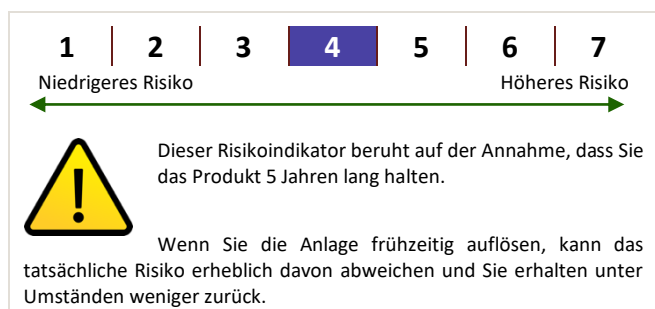 1 2 3 4 5 6 7
Niedrigeres Risiko Höheres Risiko
Dieser Risikoindikator beruht auf der Annahme, dass Sie
das Produkt 5 Jahren lang halten.
Wenn Sie die Anlage frühzeitig auflösen, kann das
tatsächliche Risiko erheblich davon abweichen und Sie erhalten unter
Umständen weniger zurück.